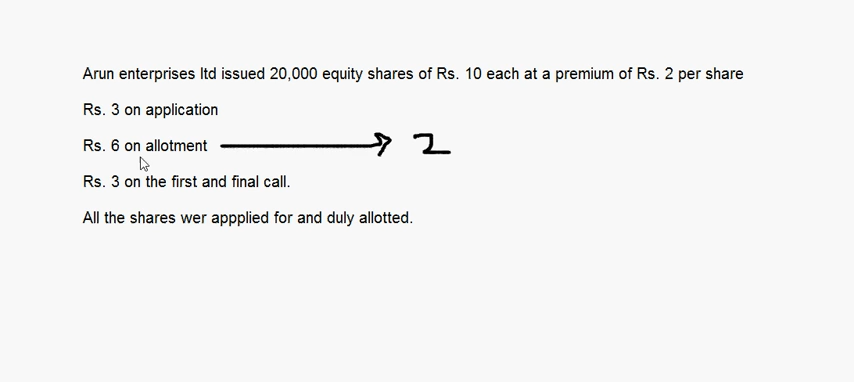 Arun enterprises ltd issued 20,000 equity shares of Rs. 10 each at a premium of Rs. 2 per share
Rs. 3 on application
Rs. 6 on allotment 2
Rs. 3 on the first and final call.
All the shares wer appplied for and duly allotted.